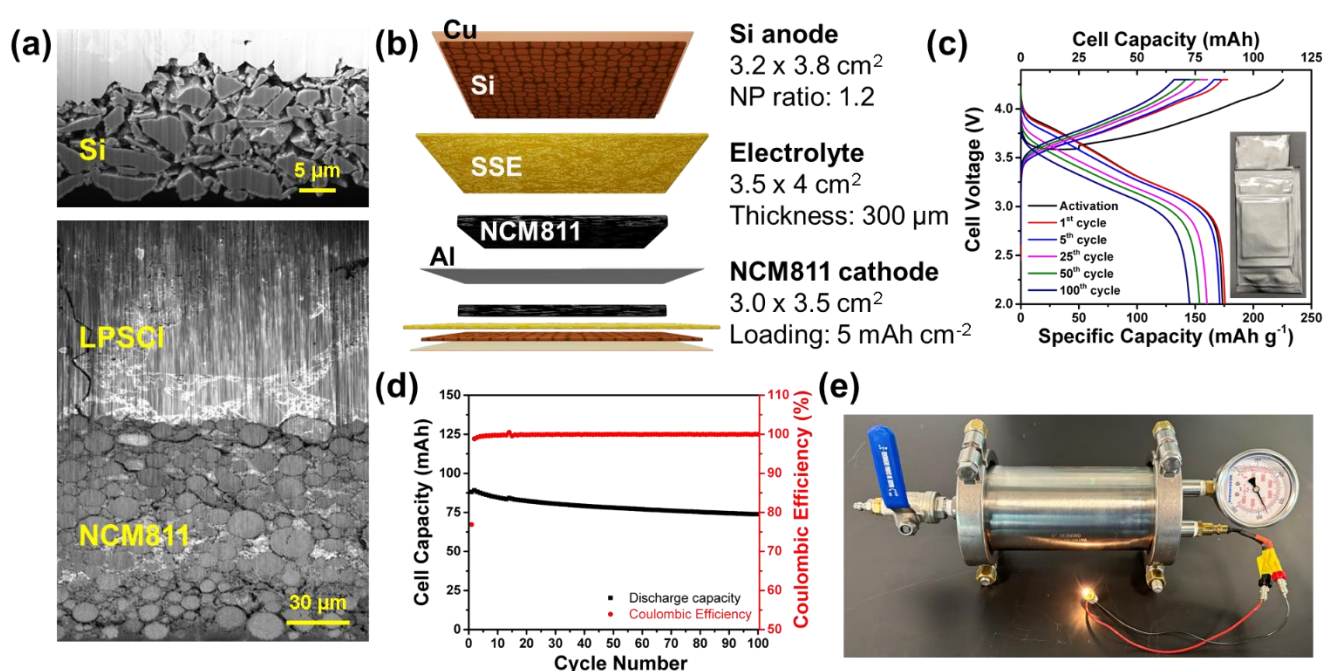 (a)
Si
5 µm
LPSCl
NCM811
30 µm
(b)
Cu
Si
SSE
NCM811
Al
Si anode
3.2 x 3.8 cm2
NP ratio: 1.2
Electrolyte
3.5 x 4 cm2
Thickness: 300 µm
NCM811 cathode
3.0 x 3.5 cm2
Loading: 5 mAh cm-2
(c)
Cell Capacity (mAh)
0 25 50 75 100 125
Cell Voltage (V)
4.0
3.5
3.0
2.5
2.0
Activation
1st cycle
5th cycle
25th cycle
50th cycle
100th cycle
0 50 100 150 200 250
Specific Capacity (mAh g-1)
(d)
Cell Capacity (mAh)
150
125
100
75
50
25
0
Coulombic Efficiency (%)
110
100
90
80
70
60
50
Discharge capacity
Coulombic Efficiency
0 10 20 30 40 50 60 70 80 90 100
Cycle Number
(e)